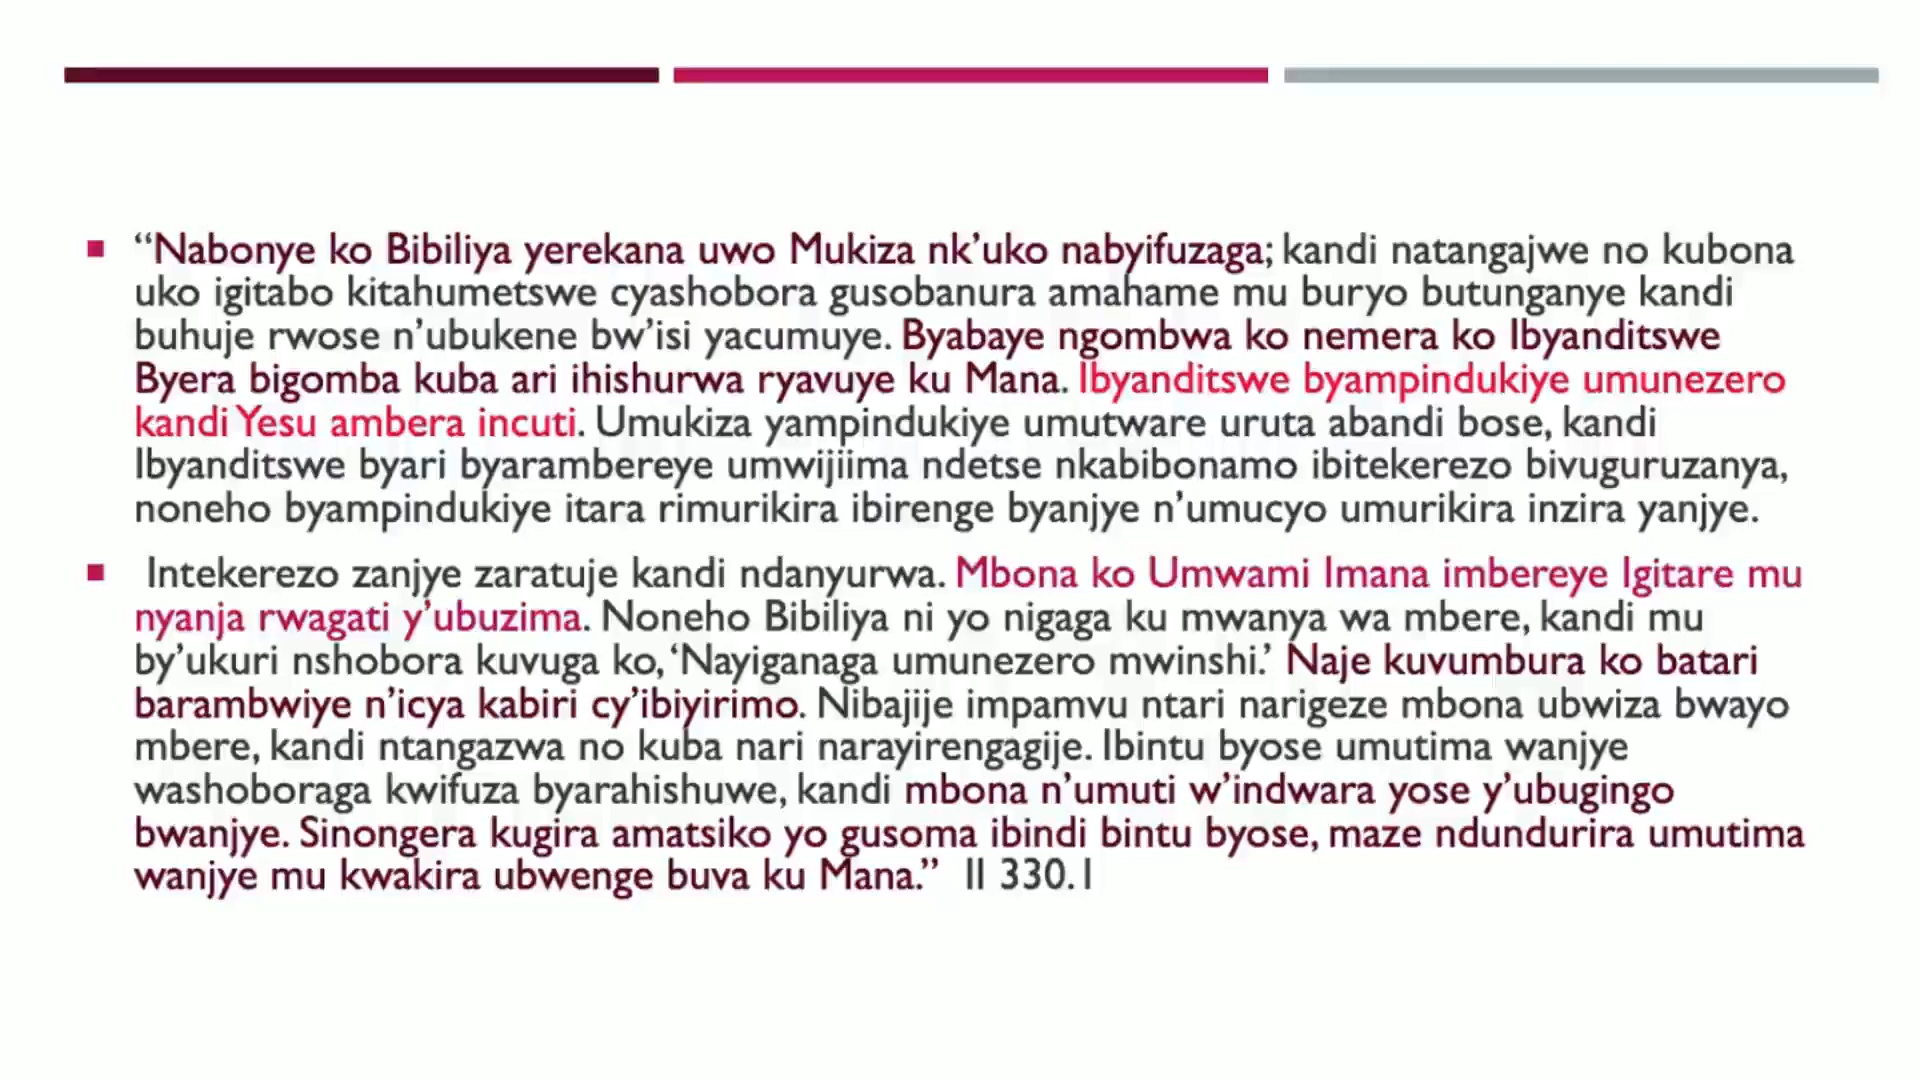 “Nabonye ko Bibiliya yerekana uwo Mukiza nk’uko nabyifuzaga; kandi natangajwe no kubona
uko igitabo kitahumetswe cyashobora gusobanura amahame mu buryo butunganye kandi
buhuje rwose n’ubukene bw’isi yacumuye. Byabaye ngombwa ko nemera ko Ibyanditswe
Byera bigomba kuba ari ihishurwa ryavuye ku Mana. Ibyanditswe byampindukiye umunezero
kandi Yesu ambera incuti. Umukiza yampindukiye umutware uruta abandi bose, kandi
Ibyanditswe byari byarambereye umwijiima ndetse nkabibonamo ibitekerezo bivuguruzanya,
noneho byampindukiye itara rimurikira ibirenge byanjye n’umucyo umurikira inzira yanjye.
Intekerezo zanjye zaratuje kandi ndanyurwa. Mbona ko Umwami Imana imbereye Igitare mu
nyanja rwagati y’ubuzima. Noneho Bibiliya ni yo nigaga ku mwanya wa mbere, kandi mu
by’ukuri nshobora kuvuga ko, ‘Nayiganaga umunezero mwinshi.’ Naje kuvumbura ko batari
barambwiye n’icya kabiri cy’ibiyirimo. Nibajije impamvu ntari narigeze mbona ubwiza bwayo
mbere, kandi ntangazwa no kuba nari narayirengagije. Ibintu byose umutima wanjye
washoboraga kwifuza byarahishuwe, kandi mbona n’umuti w’indwara yose y’ubugingo
bwanjye. Sinongera kugira amatsiko yo gusoma ibindi bintu byose, maze ndundurira umutima
wanjye mu kwakira ubwenge buva ku Mana.” II 330.1